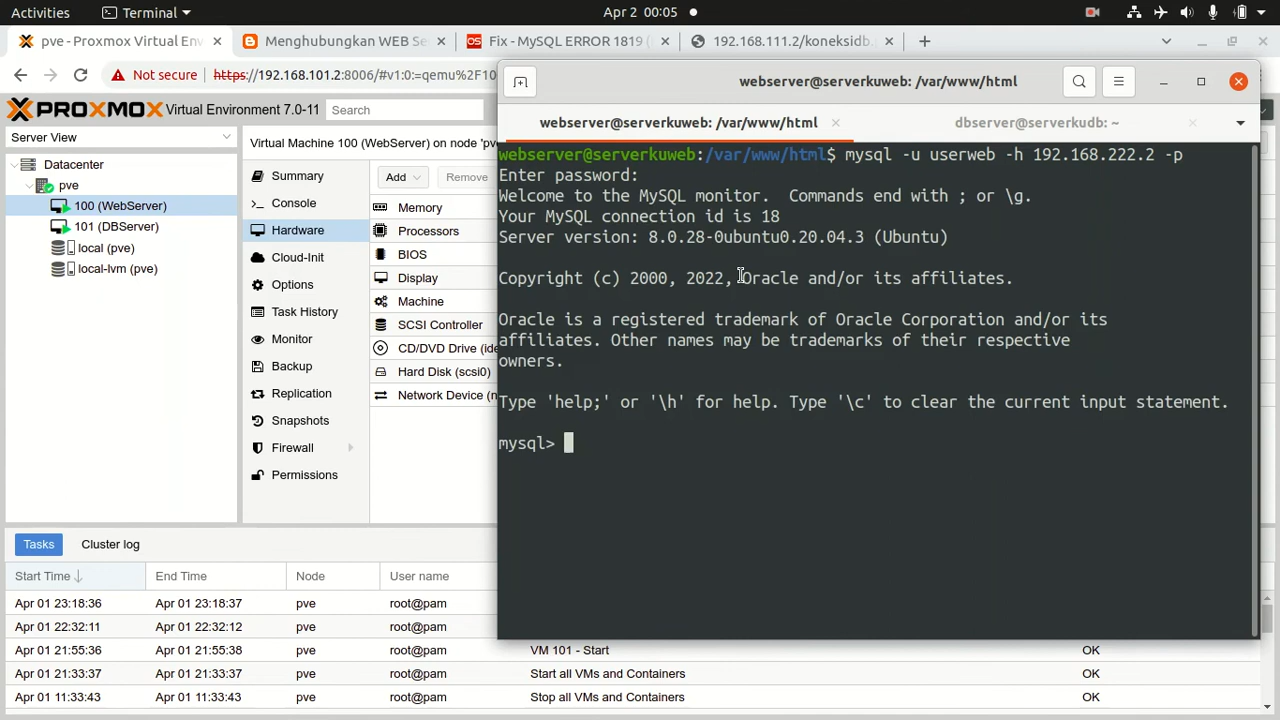 Activities
Terminal
Apr 2 00:05
pve - Proxmox Virtual Environ
Menghubungkan WEB Serv
Fix - MySQL ERROR 1819 (
192.168.111.2/koneksidb.p
Not secure
https://192.168.101.2:8006/#v1:0:=qemu%2F10
PROXMOX
Virtual Environment 7.0-11
Search
Server View
Datacenter
pve
100 (WebServer)
101 (DBServer)
local (pve)
local-lvm (pve)
Virtual Machine 100 (WebServer) on node 'pve'
Summary
Console
Hardware
Cloud-Init
Options
Task History
Monitor
Backup
Replication
Snapshots
Firewall
Permissions
Add
Remove
Memory
Processors
BIOS
Display
Machine
SCSI Controller
CD/DVD Drive (ide
Hard Disk (scsi0)
Network Device (n
webserver@serverkuweb: /var/www/html
webserver@serverkuweb: /var/www/html
dbserver@serverkudb: ~
webserver@serverkuweb:/var/www/html$ mysql -u userweb -h 192.168.222.2 -p
Enter password:
Welcome to the MySQL monitor.  Commands end with ; or \g.
Your MySQL connection id is 18
Server version: 8.0.28-0ubuntu0.20.04.3 (Ubuntu)
Copyright (c) 2000, 2022, Oracle and/or its affiliates.
Oracle is a registered trademark of Oracle Corporation and/or its
affiliates. Other names may be trademarks of their respective
owners.
Type 'help;' or '\h' for help. Type '\c' to clear the current input statement.
mysql>
Tasks
Cluster log
Start Time
End Time
Node
User name
Apr 01 23:18:36
Apr 01 23:18:37
pve
root@pam
Apr 01 22:32:11
Apr 01 22:32:12
pve
root@pam
Apr 01 21:55:36
Apr 01 21:55:38
pve
root@pam
VM 101 - Start
OK
Apr 01 21:33:37
Apr 01 21:33:37
pve
root@pam
Start all VMs and Containers
OK
Apr 01 11:33:43
Apr 01 11:33:43
pve
root@pam
Stop all VMs and Containers
OK